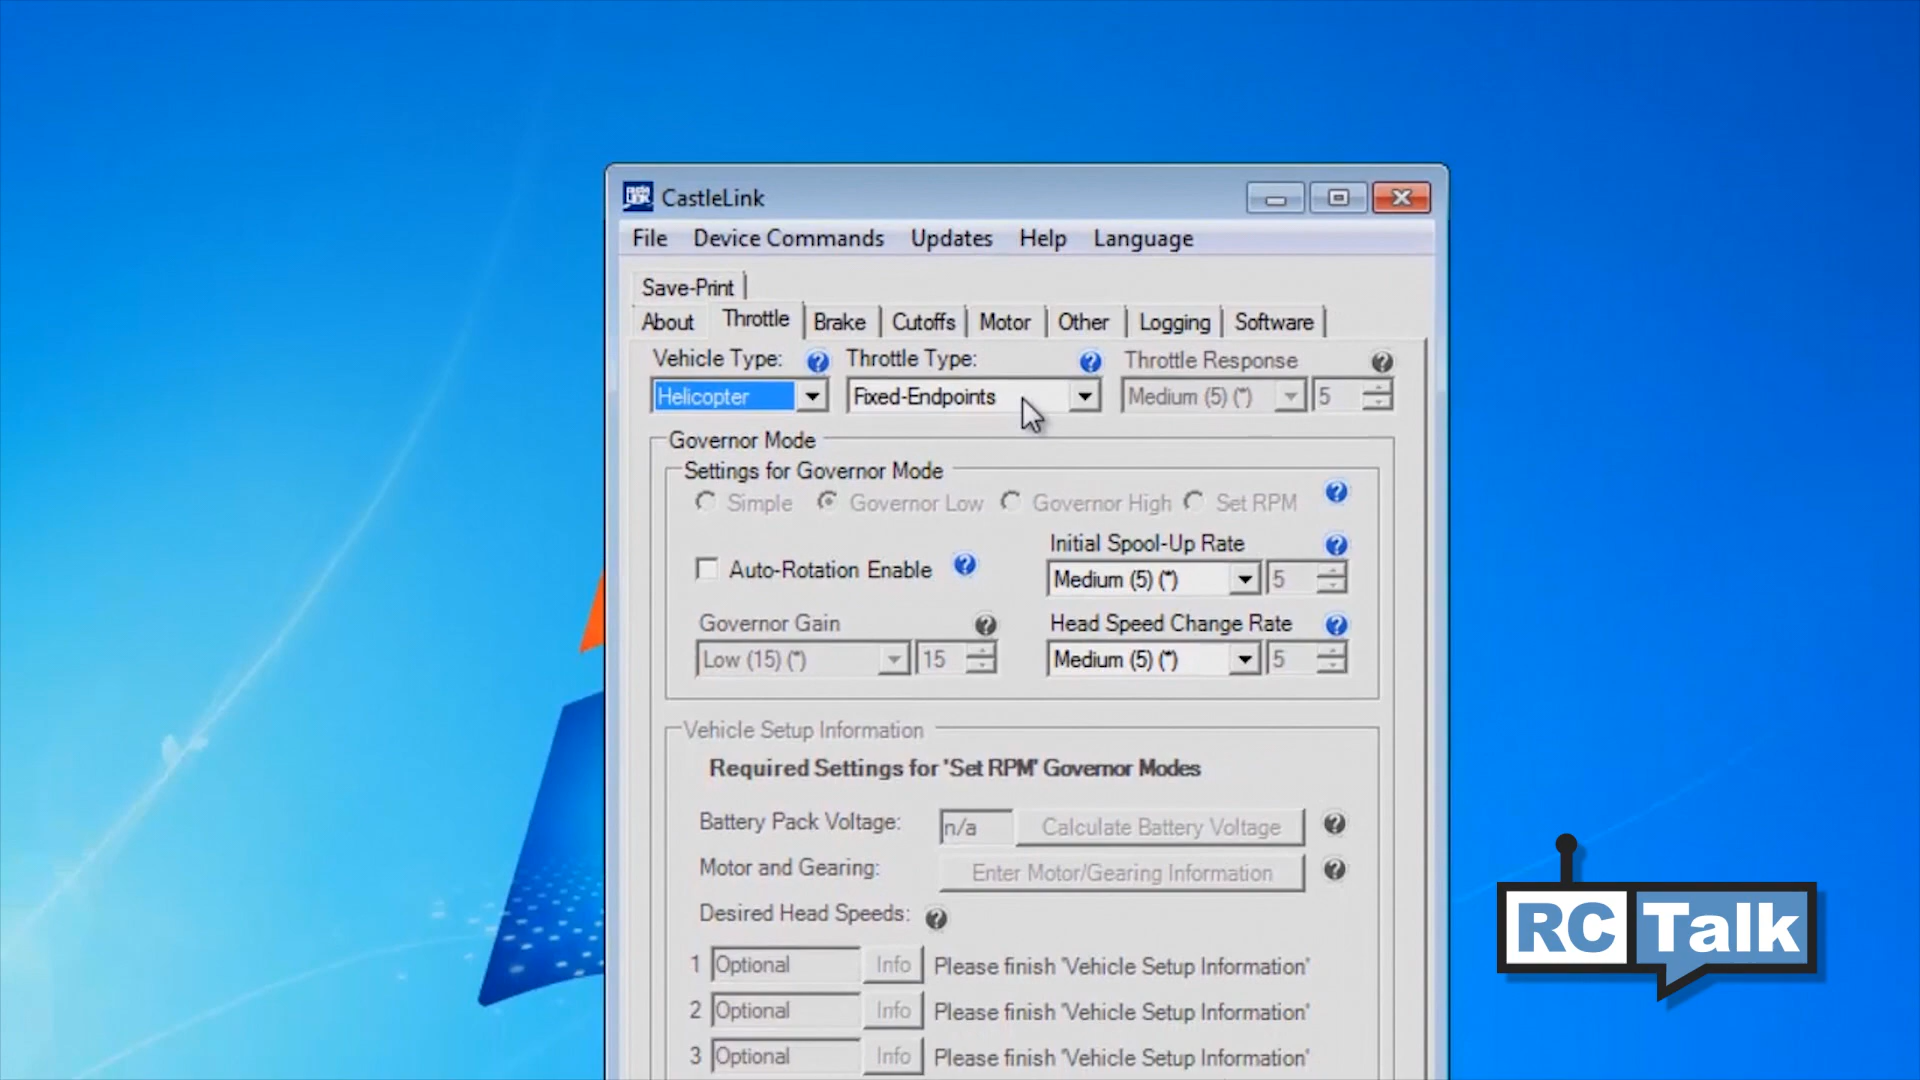 CastleLink
File Device Commands Updates Help Language
Save-Print
About Throttle Brake Cutoffs Motor Other Logging Software
Vehicle Type: ? Throttle Type: ? Throttle Response ?
Helicopter Fixed-Endpoints Medium (5) (*) 5
Governor Mode
Settings for Governor Mode
Simple Governor Low Governor High Set RPM ?
Initial Spool-Up Rate ?
Auto-Rotation Enable ? Medium (5) (*) 5
Governor Gain ? Head Speed Change Rate ?
Low (15) (*) 15 Medium (5) (*) 5
Vehicle Setup Information
Required Settings for 'Set RPM' Governor Modes
Battery Pack Voltage: n/a Calculate Battery Voltage ?
Motor and Gearing: Enter Motor/Gearing Information ?
Desired Head Speeds: ?
1 Optional Info Please finish 'Vehicle Setup Information'
2 Optional Info Please finish 'Vehicle Setup Information'
3 Optional Info Please finish 'Vehicle Setup Information'
RC Talk